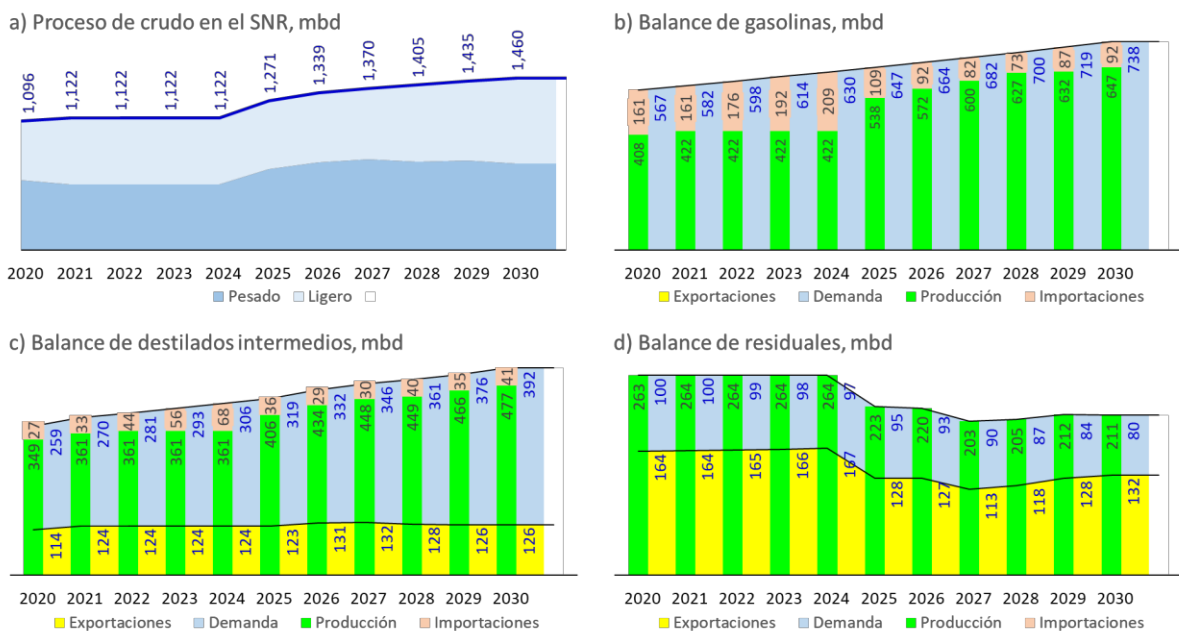 a) Proceso de crudo en el SNR, mbd
1,096 1,122 1,122 1,122 1,122 1,271 1,339 1,370 1,405 1,435 1,460
2020 2021 2022 2023 2024 2025 2026 2027 2028 2029 2030
Pesado Ligero
b) Balance de gasolinas, mbd
161 161 176 192 209 109 92 82 73 87 92
567 582 598 614 630 647 664 682 700 719 738
408 422 422 422 422 538 572 600 627 632 647
2020 2021 2022 2023 2024 2025 2026 2027 2028 2029 2030
Exportaciones Demanda Producción Importaciones
c) Balance de destilados intermedios, mbd
27 33 44 56 68 36 29 30 40 35 41
349 361 361 361 361 406 434 448 449 466 477
259 270 281 293 306 319 332 346 361 376 392
114 124 124 124 124 123 131 132 128 126 126
2020 2021 2022 2023 2024 2025 2026 2027 2028 2029 2030
Exportaciones Demanda Producción Importaciones
d) Balance de residuales, mbd
263 264 264 264 264 223 220 203 205 212 211
100 100 99 98 97 95 93 90 87 84 80
164 164 165 166 167 128 127 113 118 128 132
2020 2021 2022 2023 2024 2025 2026 2027 2028 2029 2030
Exportaciones Demanda Producción Importaciones